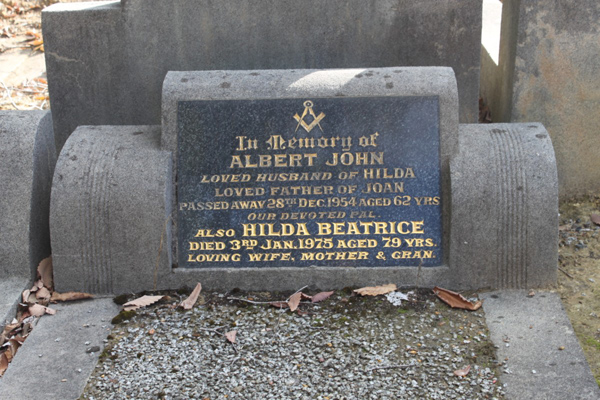 In Memory of
ALBERT JOHN
LOVED HUSBAND OF HILDA
LOVED FATHER OF JOAN
PASSED AWAY 28TH DEC. 1954 AGED 62 YRS
OUR DEVOTED PAL.
ALSO HILDA BEATRICE
DIED 3RD JAN. 1975 AGED 79 YRS.
LOVING WIFE, MOTHER & GRAN.